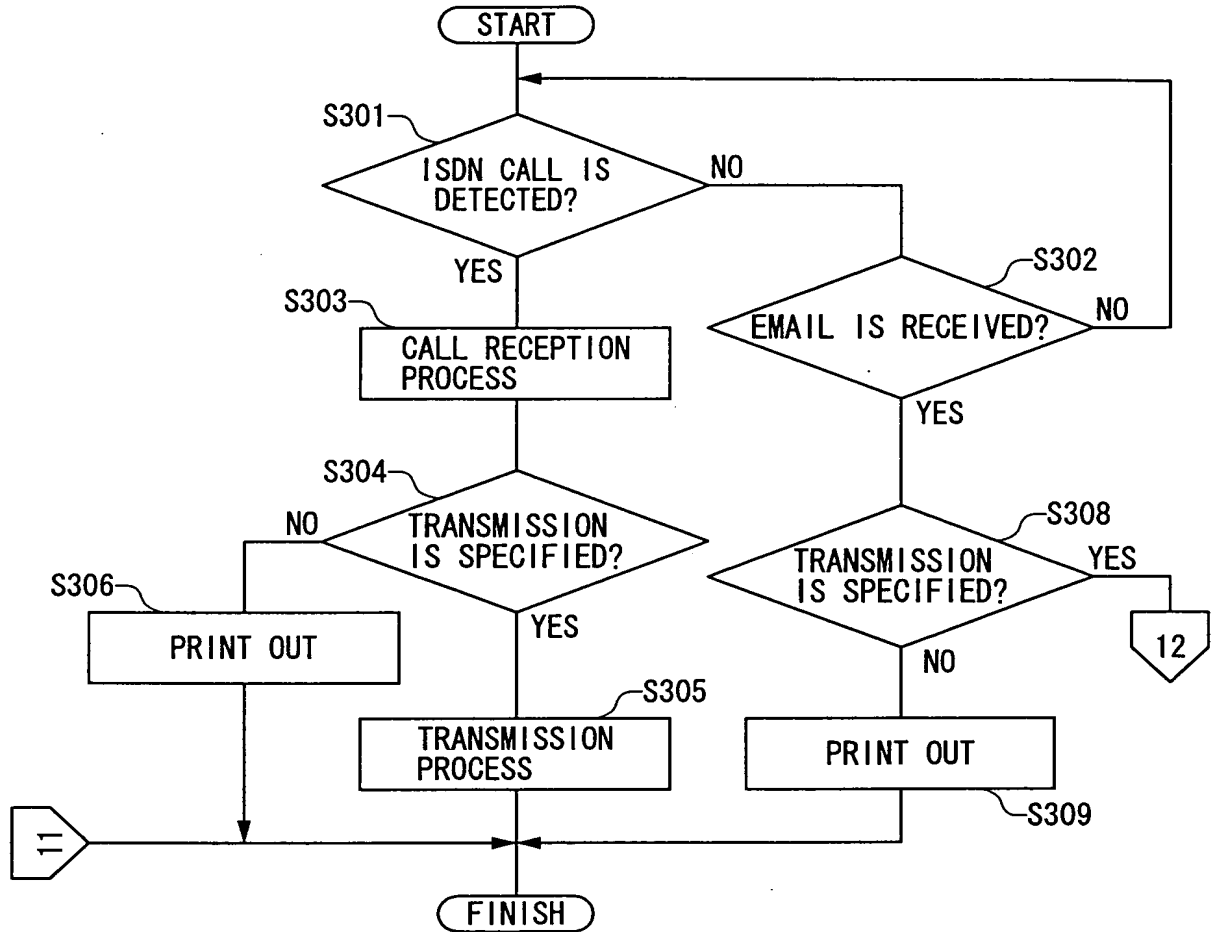 START
S301
ISDN CALL IS
DETECTED?
NO
YES
S302
EMAIL IS RECEIVED?
NO
YES
S303
CALL RECEPTION
PROCESS
S304
TRANSMISSION
IS SPECIFIED?
NO
YES
S308
TRANSMISSION
IS SPECIFIED?
YES
NO
12
S306
PRINT OUT
S305
TRANSMISSION
PROCESS
PRINT OUT
S309
11
FINISH